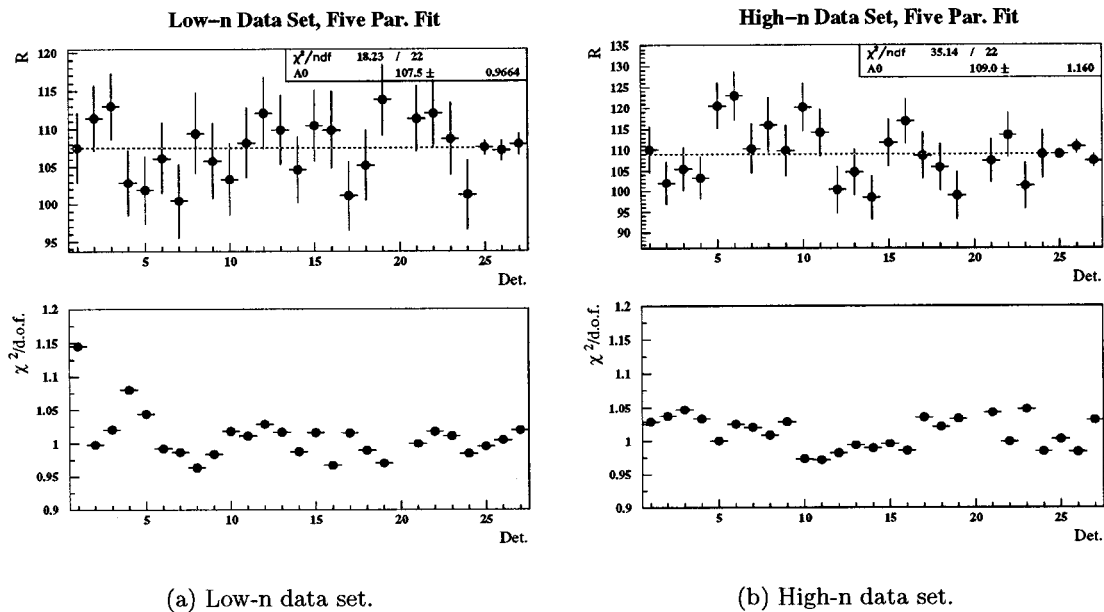 Low–n Data Set, Five Par. Fit
R
χ²/ndf 18.23 / 22
A0 107.5 ± 0.9664
120
115
110
105
100
95
5 10 15 20 25
Det.
χ²/d.o.f.
1.2
1.15
1.1
1.05
1
0.95
0.9
5 10 15 20 25
Det.
(a) Low-n data set.
High–n Data Set, Five Par. Fit
R
χ²/ndf 35.14 / 22
A0 109.0 ± 1.160
135
130
125
120
115
110
105
100
95
90
5 10 15 20 25
Det.
χ²/d.o.f.
1.2
1.15
1.1
1.05
1
0.95
0.9
5 10 15 20 25
Det.
(b) High-n data set.